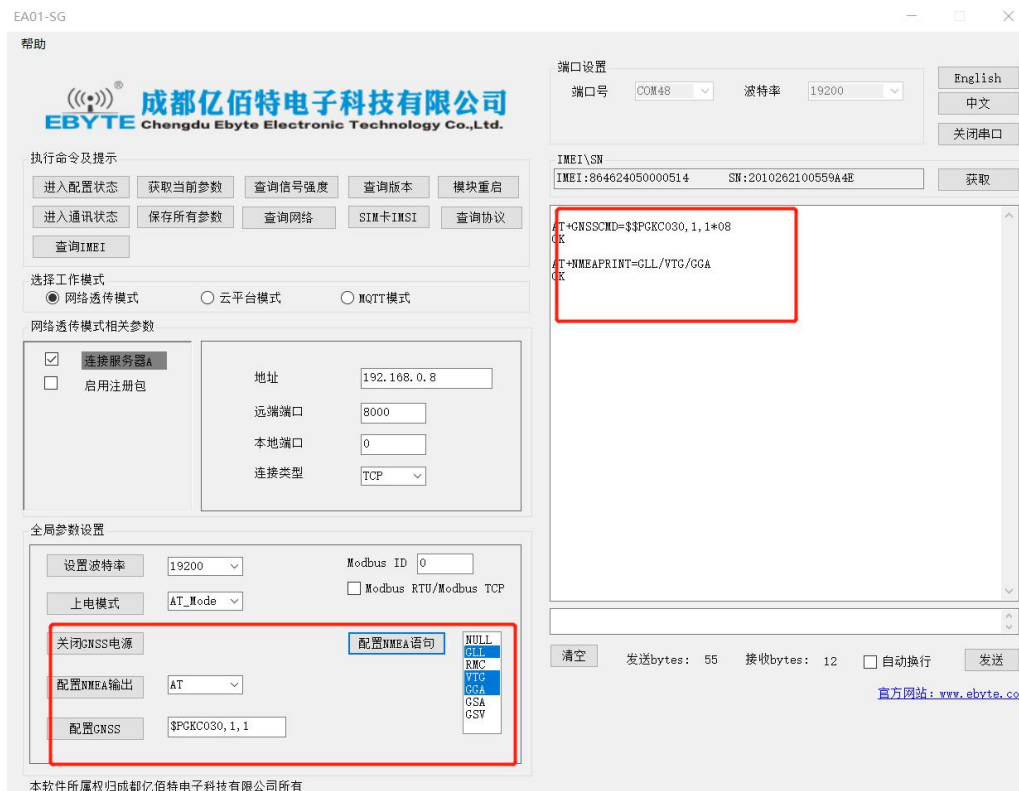 EA01-SG
帮助
EBYTE
®
成都亿佰特电子科技有限公司
Chengdu Ebyte Electronic Technology Co.,Ltd.
端口设置
端口号 COM48 波特率 19200
English
中文
关闭串口
执行命令及提示
进入配置状态 获取当前参数 查询信号强度 查询版本 模块重启
进入通讯状态 保存所有参数 查询网络 SIM卡IMSI 查询协议
查询IMEI
IMEI\SN
IMEI:864624050000514 SN:2010262100559A4E 获取
AT+GNSSCMD=$$PGKC030,1,1*08
OK
AT+NMEAPRINT=GLL/VTG/GGA
OK
选择工作模式
网络透传模式 云平台模式 MQTT模式
网络透传模式相关参数
连接服务器A
启用注册包
地址 192.168.0.8
远端端口 8000
本地端口 0
连接类型 TCP
全局参数设置
设置波特率 19200 Modbus ID 0
上电模式 AT_Mode Modbus RTU/Modbus TCP
关闭GNSS电源 配置NMEA语句
NULL
GLL
RMC
VTG
GGA
GSA
GSV
配置NMEA输出 AT
配置GNSS $PGKC030,1,1
清空 发送bytes: 55 接收bytes: 12 自动换行 发送
官方网站:www.ebyte.co
本软件所属权归成都亿佰特电子科技有限公司所有